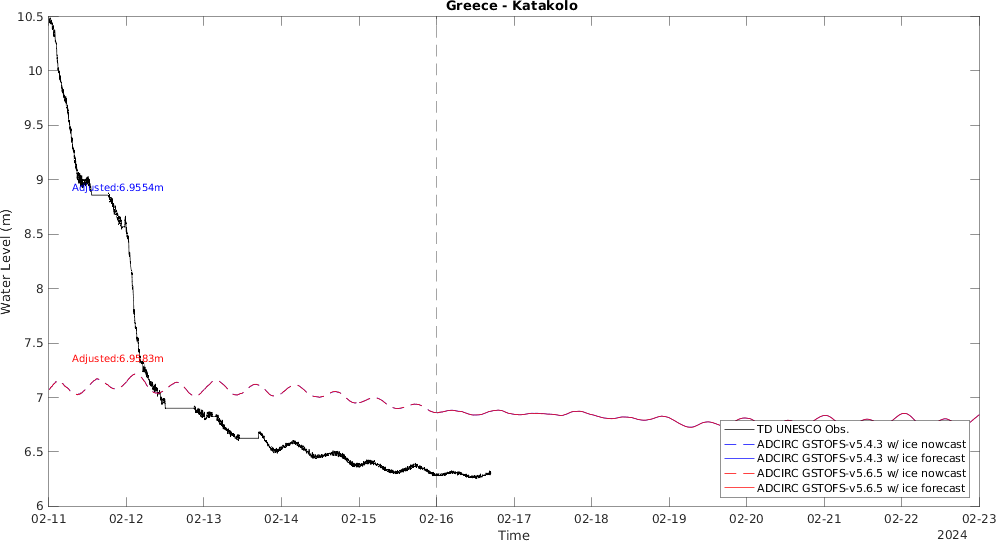 Greece - Katakolo
10.5
10
9.5
9
8.5
8
7.5
7
6.5
6
Water Level (m)
Adjusted:6.9554m
Adjusted:6.9583m
TD UNESCO Obs.
ADCIRC GSTOFS-v5.4.3 w/ ice nowcast
ADCIRC GSTOFS-v5.4.3 w/ ice forecast
ADCIRC GSTOFS-v5.6.5 w/ ice nowcast
ADCIRC GSTOFS-v5.6.5 w/ ice forecast
02-11 02-12 02-13 02-14 02-15 02-16 02-17 02-18 02-19 02-20 02-21 02-22 02-23
Time
2024